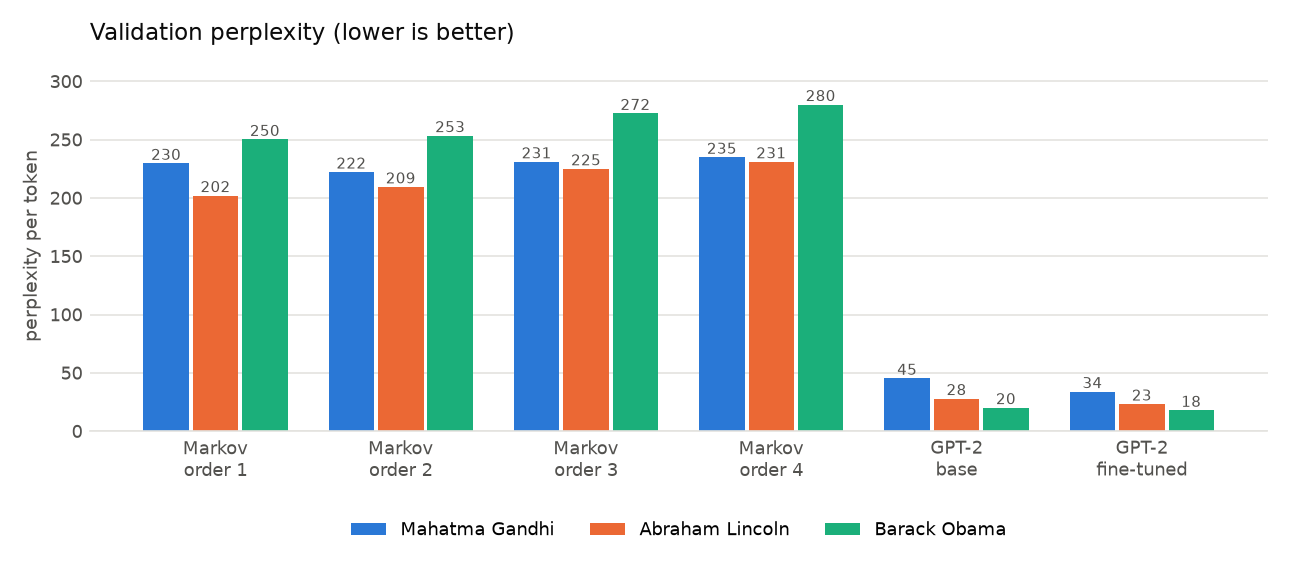 Validation perplexity (lower is better)
perplexity per token
300
250
200
150
100
50
0
230 202 250
222 209 253
231 225 272
235 231 280
45 28 20
34 23 18
Markov
order 1
Markov
order 2
Markov
order 3
Markov
order 4
GPT-2
base
GPT-2
fine-tuned
Mahatma Gandhi Abraham Lincoln Barack Obama